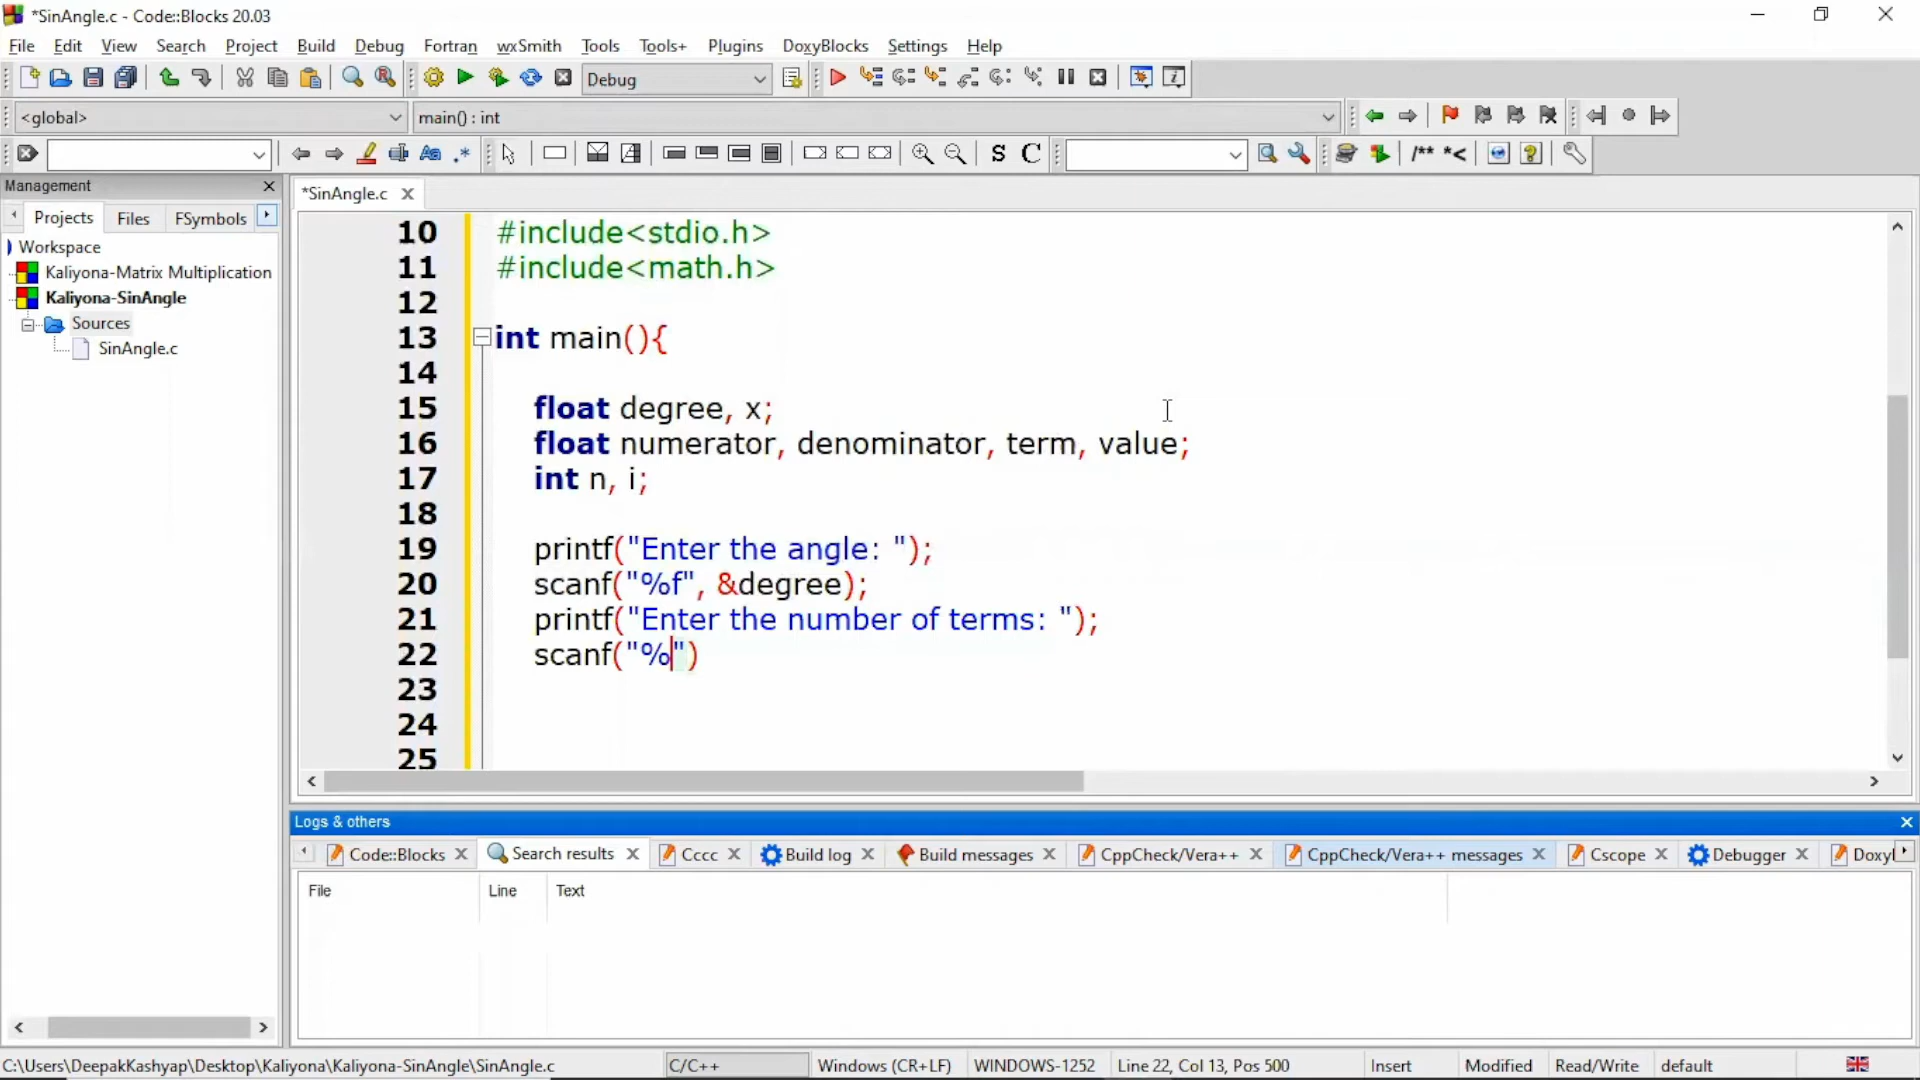 *SinAngle.c - Code::Blocks 20.03
File Edit View Search Project Build Debug Fortran wxSmith Tools Tools+ Plugins DoxyBlocks Settings Help
Debug
<global> main() : int
S C /** *<
Management
*SinAngle.c
Projects Files FSymbols
Workspace
Kaliyona-Matrix Multiplication
Kaliyona-SinAngle
Sources
SinAngle.c
10 #include<stdio.h>
11 #include<math.h>
12
13 int main(){
14
15 float degree, x;
16 float numerator, denominator, term, value;
17 int n, i;
18
19 printf("Enter the angle: ");
20 scanf("%f", &degree);
21 printf("Enter the number of terms: ");
22 scanf("%")
23
24
25
Logs & others
Code::Blocks Search results Cccc Build log Build messages CppCheck/Vera++ CppCheck/Vera++ messages Cscope Debugger Doxyl
File Line Text
C:\Users\DeepakKashyap\Desktop\Kaliyona\Kaliyona-SinAngle\SinAngle.c C/C++ Windows (CR+LF) WINDOWS-1252 Line 22, Col 13, Pos 500 Insert Modified Read/Write default